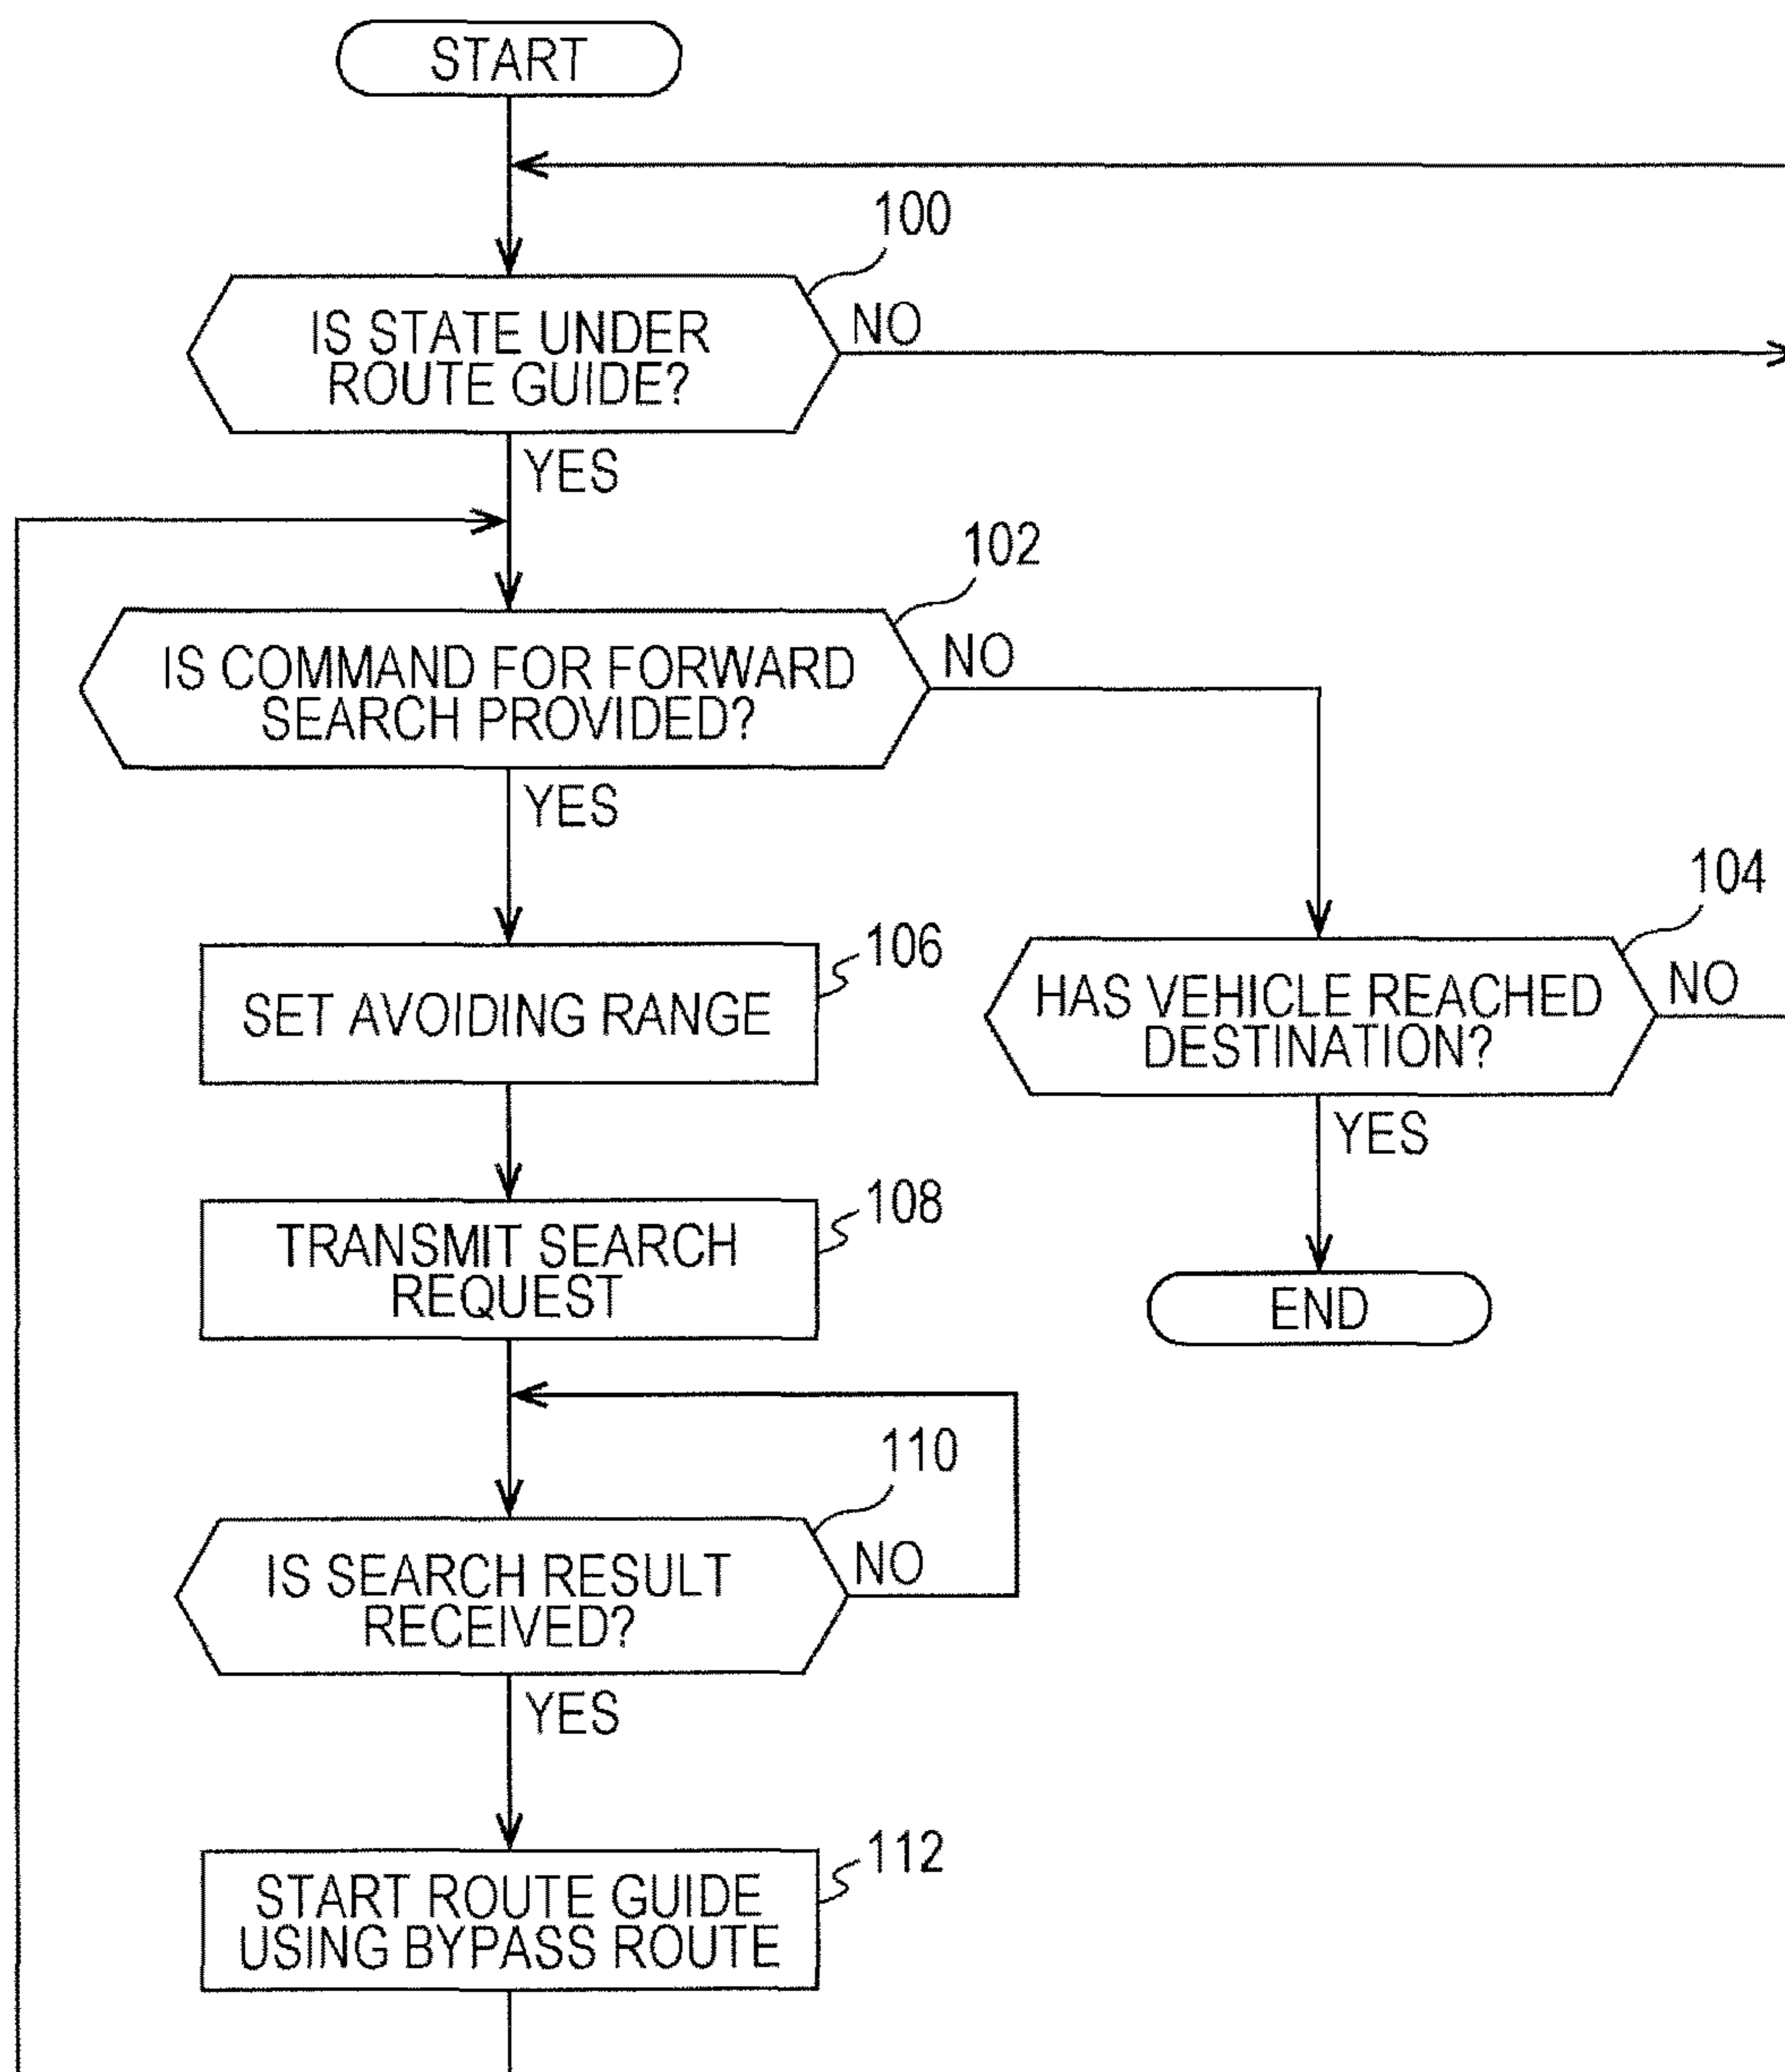 START
100
IS STATE UNDER
ROUTE GUIDE?
NO
YES
102
IS COMMAND FOR FORWARD
SEARCH PROVIDED?
NO
YES
104
HAS VEHICLE REACHED
DESTINATION?
NO
YES
END
106
SET AVOIDING RANGE
108
TRANSMIT SEARCH
REQUEST
110
IS SEARCH RESULT
RECEIVED?
NO
YES
112
START ROUTE GUIDE
USING BYPASS ROUTE